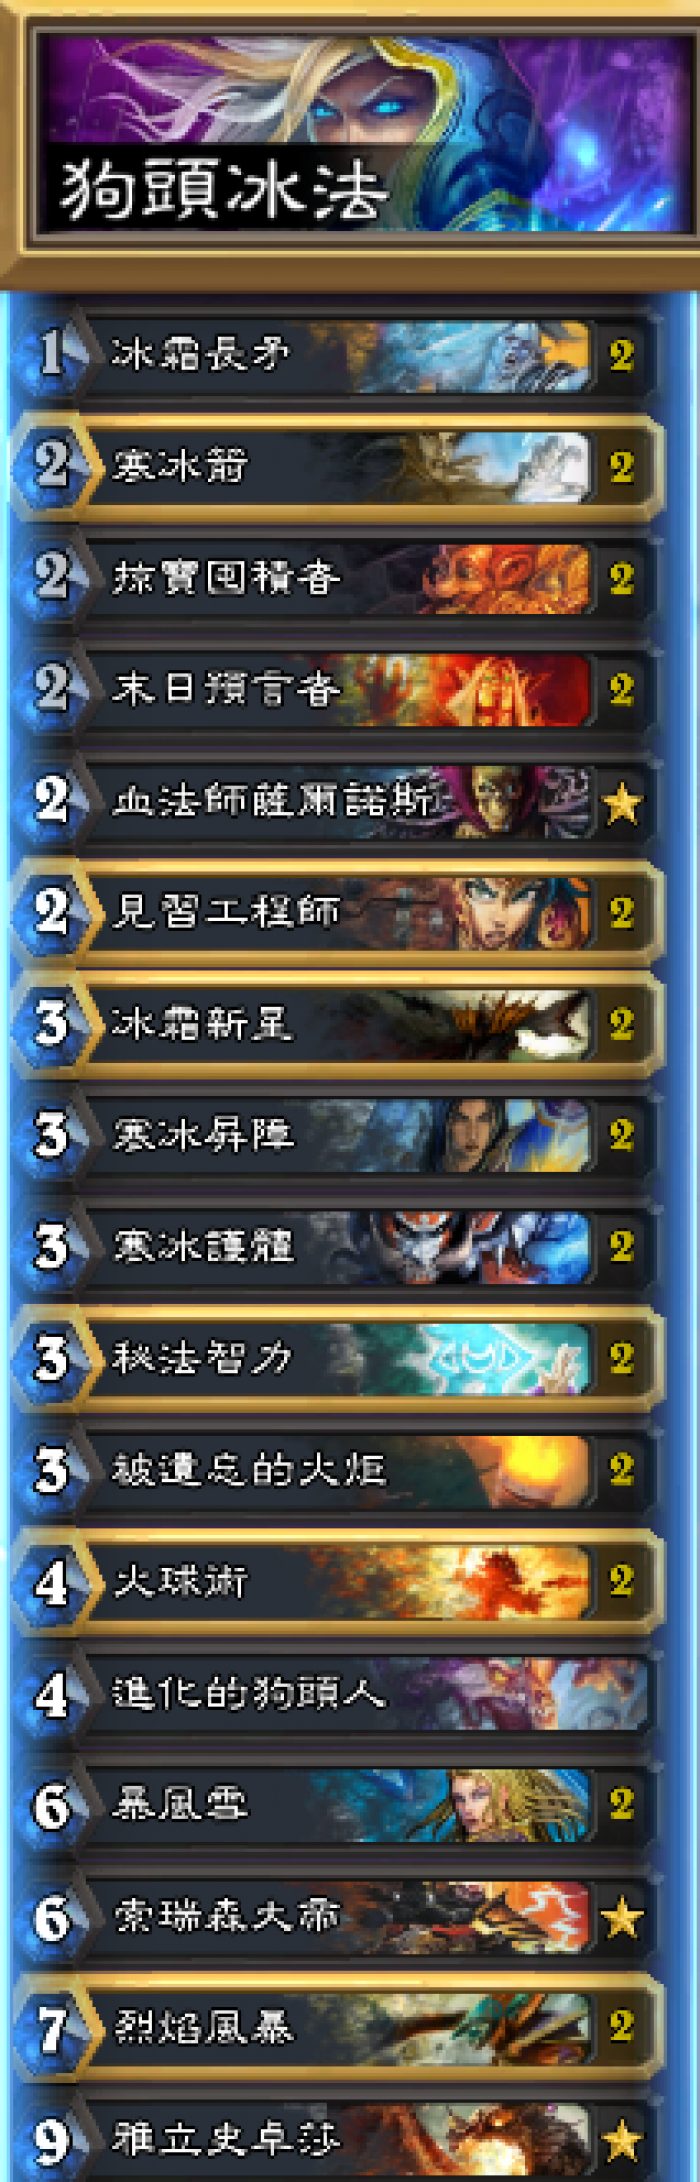 狗頭冰法
1 冰霜長矛 2
2 寒冰箭 2
2 掠寶囤積者 2
2 末日預言者 2
2 血法師薩爾諾斯
2 見習工程師 2
3 冰霜新星 2
3 寒冰屏障 2
3 寒冰護體 2
3 秘法智力 2
3 被遺忘的火炬 2
4 火球術 2
4 進化的狗頭人
6 暴風雪 2
6 索瑞森大帝
7 烈焰風暴 2
9 雅立史卓莎